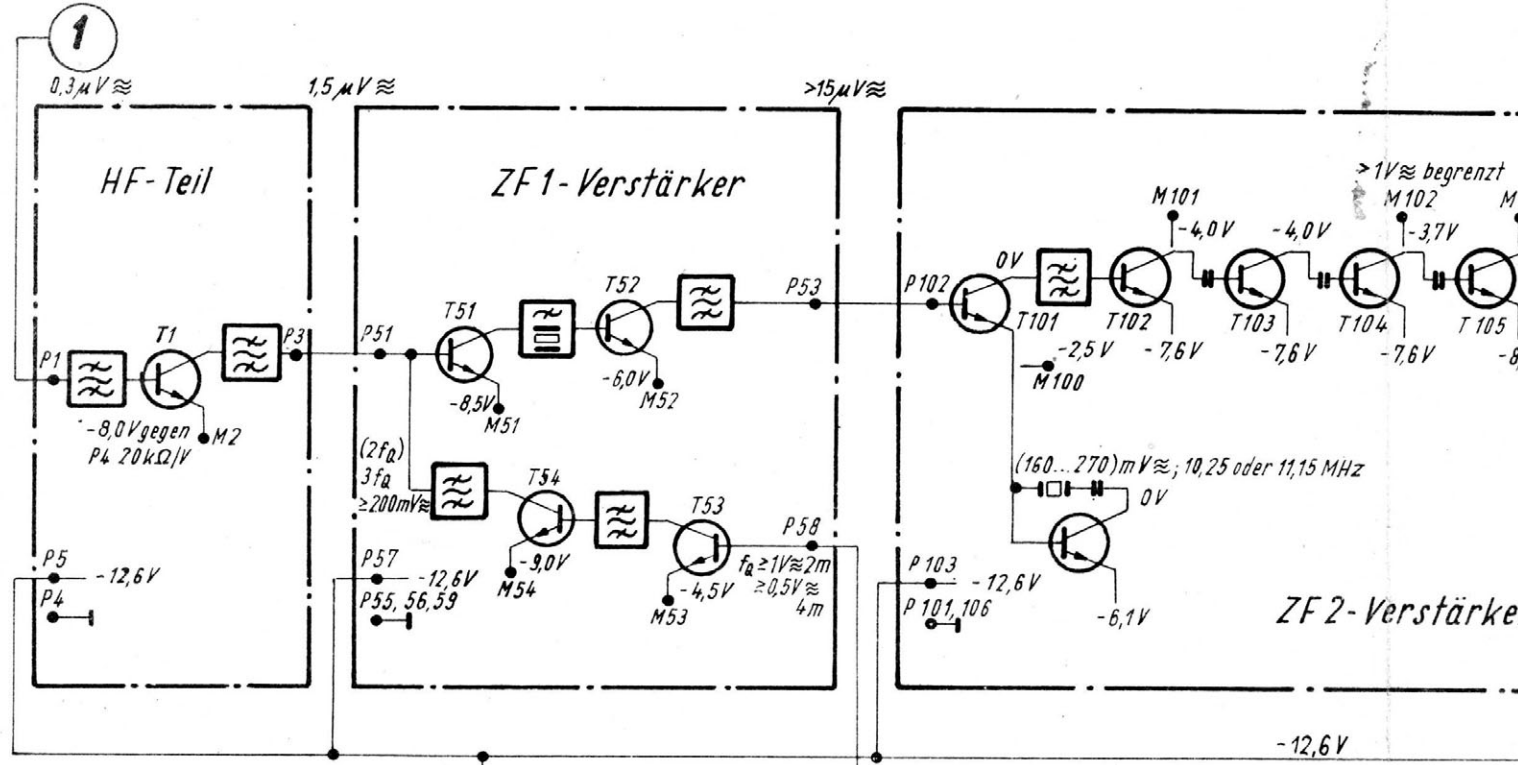 1
0,3µV≈
1,5µV≈
>15µV≈
HF-Teil
ZF1-Verstärker
>1V≈ begrenzt
M101
M102
M
-4,0V
-4,0V
-3,7V
0V
P1
T1
P3
P51
T51
T52
P53
P102
T101
T102
T103
T104
T105
-2,5V
-7,6V
-7,6V
-7,6V
-8,
M100
-6,0V
M52
-8,5V
M51
-8,0V gegen
P4 20kΩ/V
M2
(2fQ)
3fQ
≥200mV≈
T54
T53
P58
(160...270)mV≈; 10,25 oder 11,15 MHz
0V
-9,0V
M54
-4,5V
M53
fQ≥1V≈2m
≥0,5V≈
4m
P5
-12,6V
P4
P57
-12,6V
P55, 56,59
P103
-12,6V
P101,106
-6,1V
ZF2-Verstärke
-12,6V